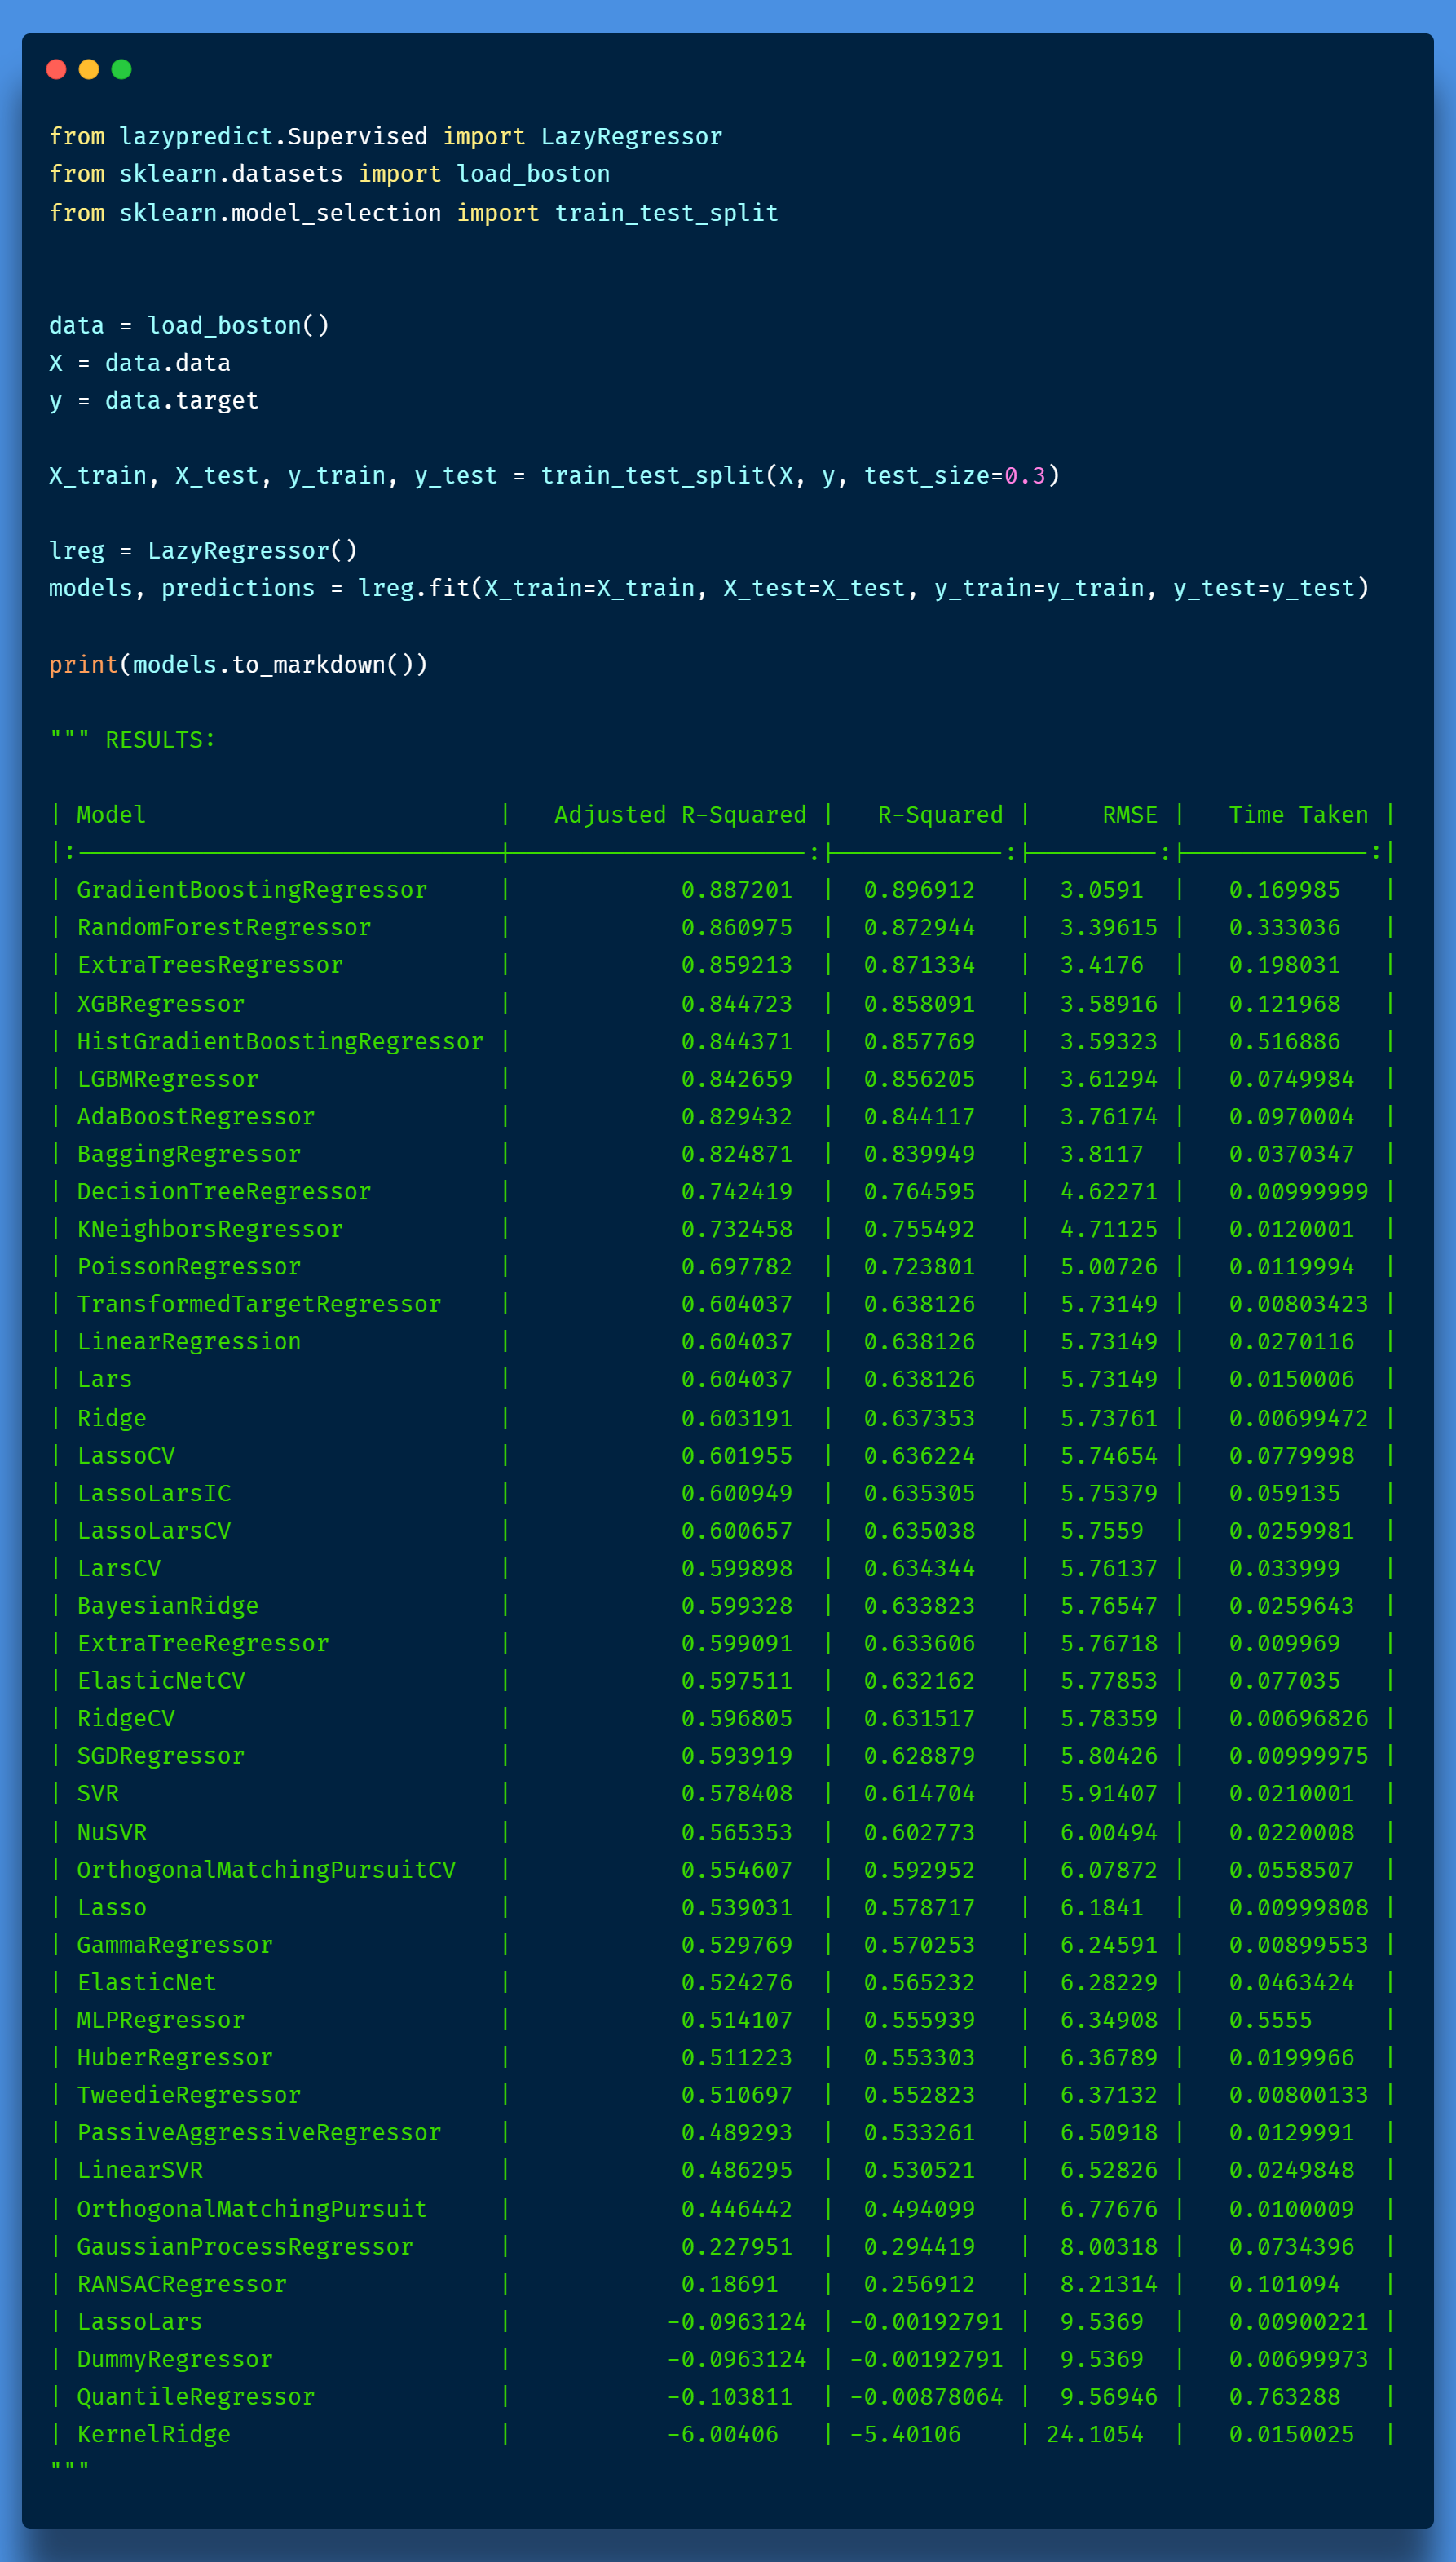 from lazypredict.Supervised import LazyRegressor
from sklearn.datasets import load_boston
from sklearn.model_selection import train_test_split
data = load_boston()
X = data.data
y = data.target
X_train, X_test, y_train, y_test = train_test_split(X, y, test_size=0.3)
lreg = LazyRegressor()
models, predictions = lreg.fit(X_train=X_train, X_test=X_test, y_train=y_train, y_test=y_test)
print(models.to_markdown())
""" RESULTS:
| Model                         |   Adjusted R-Squared |   R-Squared |     RMSE |   Time Taken |
|:------------------------------|---------------------:|------------:|---------:|-------------:|
| GradientBoostingRegressor     |            0.887201  |  0.896912   |  3.0591  |   0.169985   |
| RandomForestRegressor         |            0.860975  |  0.872944   |  3.39615 |   0.333036   |
| ExtraTreesRegressor           |            0.859213  |  0.871334   |  3.4176  |   0.198031   |
| XGBRegressor                  |            0.844723  |  0.858091   |  3.58916 |   0.121968   |
| HistGradientBoostingRegressor |            0.844371  |  0.857769   |  3.59323 |   0.516886   |
| LGBMRegressor                 |            0.842659  |  0.856205   |  3.61294 |   0.0749984  |
| AdaBoostRegressor             |            0.829432  |  0.844117   |  3.76174 |   0.0970004  |
| BaggingRegressor              |            0.824871  |  0.839949   |  3.8117  |   0.0370347  |
| DecisionTreeRegressor         |            0.742419  |  0.764595   |  4.62271 |   0.00999999 |
| KNeighborsRegressor           |            0.732458  |  0.755492   |  4.71125 |   0.0120001  |
| PoissonRegressor              |            0.697782  |  0.723801   |  5.00726 |   0.0119994  |
| TransformedTargetRegressor    |            0.604037  |  0.638126   |  5.73149 |   0.00803423 |
| LinearRegression              |            0.604037  |  0.638126   |  5.73149 |   0.0270116  |
| Lars                          |            0.604037  |  0.638126   |  5.73149 |   0.0150006  |
| Ridge                         |            0.603191  |  0.637353   |  5.73761 |   0.00699472 |
| LassoCV                       |            0.601955  |  0.636224   |  5.74654 |   0.0779998  |
| LassoLarsIC                   |            0.600949  |  0.635305   |  5.75379 |   0.059135   |
| LassoLarsCV                   |            0.600657  |  0.635038   |  5.7559  |   0.0259981  |
| LarsCV                        |            0.599898  |  0.634344   |  5.76137 |   0.033999   |
| BayesianRidge                 |            0.599328  |  0.633823   |  5.76547 |   0.0259643  |
| ExtraTreeRegressor            |            0.599091  |  0.633606   |  5.76718 |   0.009969   |
| ElasticNetCV                  |            0.597511  |  0.632162   |  5.77853 |   0.077035   |
| RidgeCV                       |            0.596805  |  0.631517   |  5.78359 |   0.00696826 |
| SGDRegressor                  |            0.593919  |  0.628879   |  5.80426 |   0.00999975 |
| SVR                           |            0.578408  |  0.614704   |  5.91407 |   0.0210001  |
| NuSVR                         |            0.565353  |  0.602773   |  6.00494 |   0.0220008  |
| OrthogonalMatchingPursuitCV   |            0.554607  |  0.592952   |  6.07872 |   0.0558507  |
| Lasso                         |            0.539031  |  0.578717   |  6.1841  |   0.00999808 |
| GammaRegressor                |            0.529769  |  0.570253   |  6.24591 |   0.00899553 |
| ElasticNet                    |            0.524276  |  0.565232   |  6.28229 |   0.0463424  |
| MLPRegressor                  |            0.514107  |  0.555939   |  6.34908 |   0.5555     |
| HuberRegressor                |            0.511223  |  0.553303   |  6.36789 |   0.0199966  |
| TweedieRegressor              |            0.510697  |  0.552823   |  6.37132 |   0.00800133 |
| PassiveAggressiveRegressor    |            0.489293  |  0.533261   |  6.50918 |   0.0129991  |
| LinearSVR                     |            0.486295  |  0.530521   |  6.52826 |   0.0249848  |
| OrthogonalMatchingPursuit     |            0.446442  |  0.494099   |  6.77676 |   0.0100009  |
| GaussianProcessRegressor      |            0.227951  |  0.294419   |  8.00318 |   0.0734396  |
| RANSACRegressor               |            0.18691   |  0.256912   |  8.21314 |   0.101094   |
| LassoLars                     |           -0.0963124 | -0.00192791 |  9.5369  |   0.00900221 |
| DummyRegressor                |           -0.0963124 | -0.00192791 |  9.5369  |   0.00699973 |
| QuantileRegressor             |           -0.103811  | -0.00878064 |  9.56946 |   0.763288   |
| KernelRidge                   |           -6.00406   | -5.40106    | 24.1054  |   0.0150025  |
"""